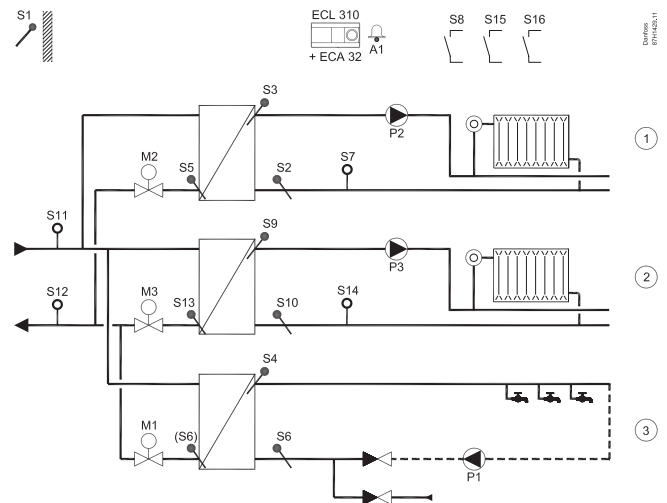 S1
ECL 310
+ ECA 32
A1
S8
S15
S16
Danfoss
87H1429.11
S3
P2
1
M2
S5
S2
S7
S11
S9
P3
2
S12
M3
S13
S10
S14
S4
3
M1
(S6)
S6
P1